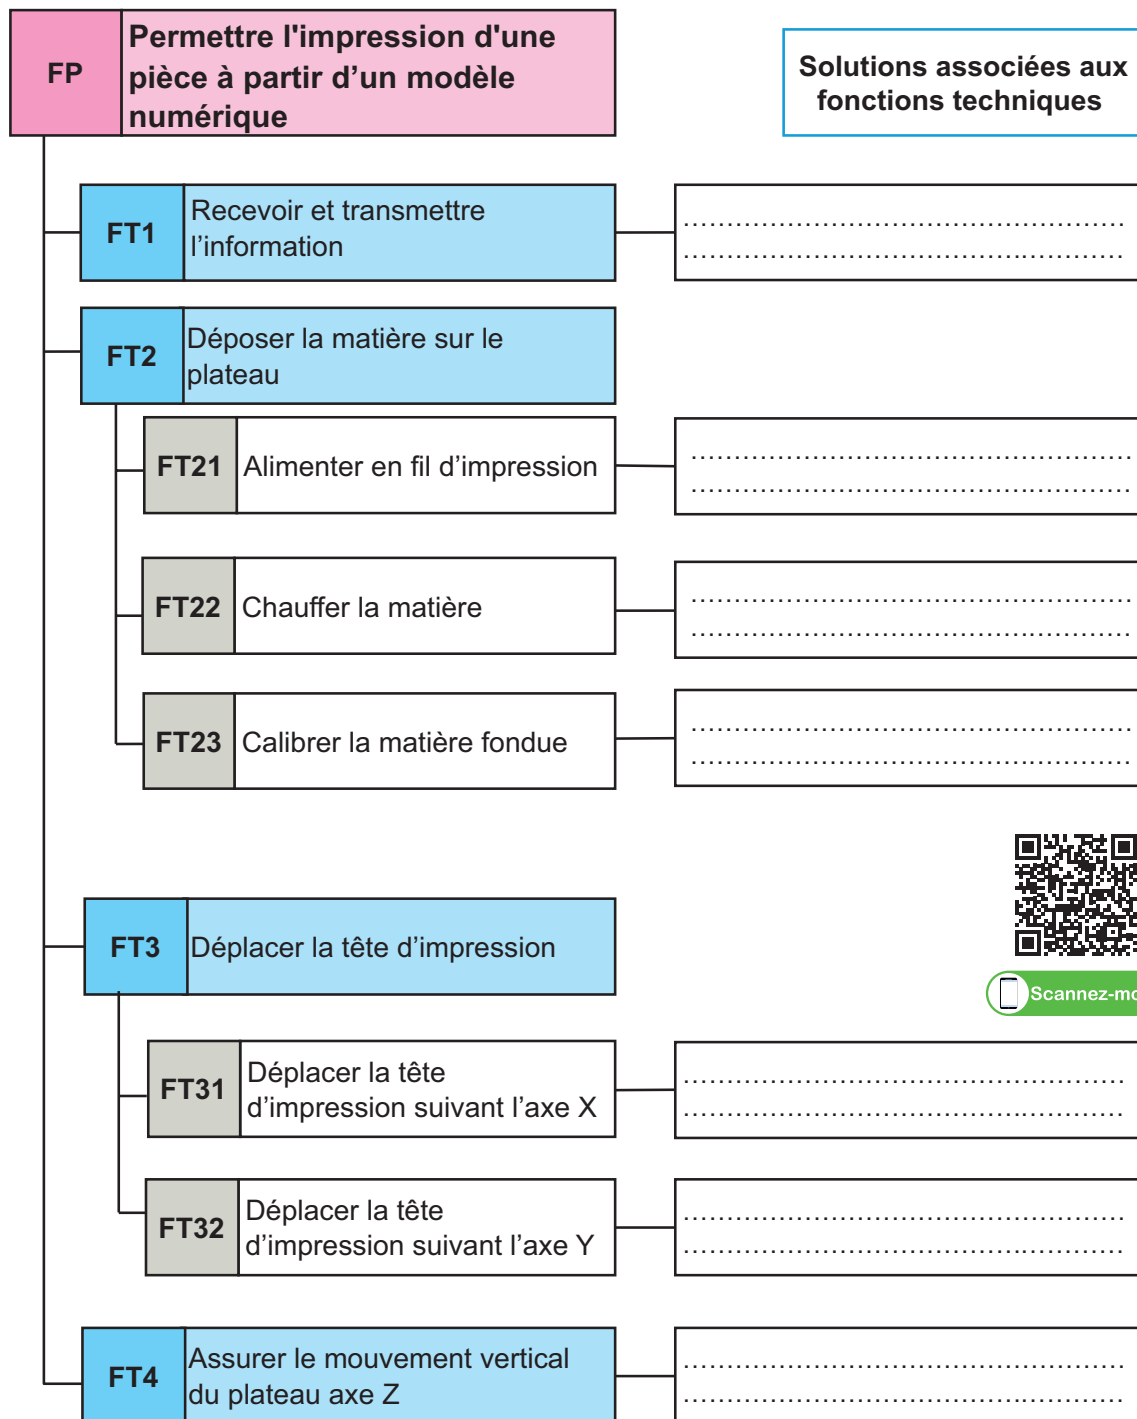 FP
Permettre l'impression d'une
pièce à partir d’un modèle
numérique
Solutions associées aux
fonctions techniques
FT1
Recevoir et transmettre
l’information
................................................
................................................
FT2
Déposer la matière sur le
plateau
FT21
Alimenter en fil d’impression
................................................
................................................
FT22
Chauffer la matière
................................................
................................................
FT23
Calibrer la matière fondue
................................................
................................................
FT3
Déplacer la tête d’impression
Scannez-mo
FT31
Déplacer la tête
d’impression suivant l’axe X
................................................
................................................
FT32
Déplacer la tête
d’impression suivant l’axe Y
................................................
................................................
FT4
Assurer le mouvement vertical
du plateau axe Z
................................................
................................................